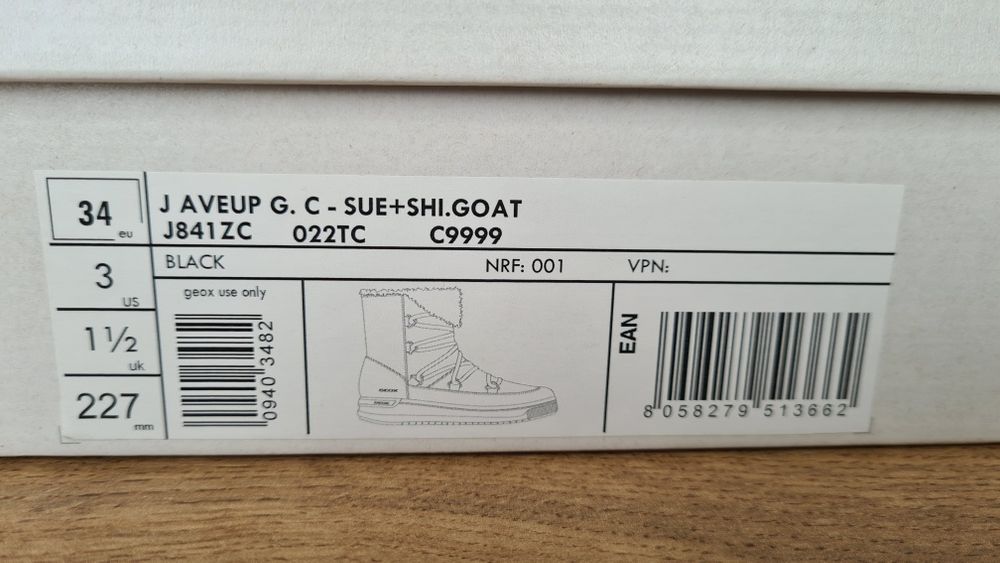 34 eu
3 US
1½ uk
227 mm
J AVEUP G. C - SUE+SHI.GOAT
J841ZC 022TC C9999
BLACK NRF: 001 VPN:
geox use only
0940 3482
GEOX
EAN
8 058279 513662